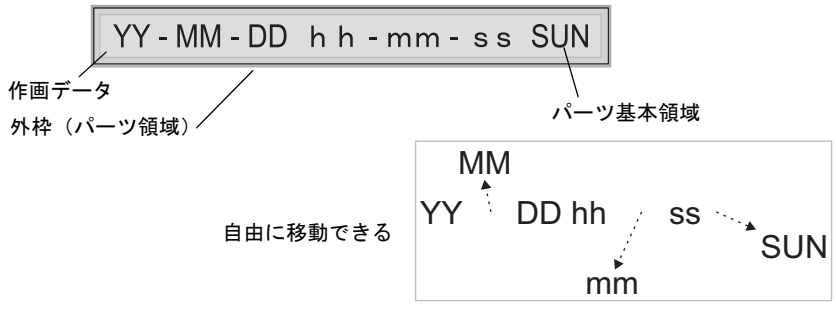 YY - MM - DD h h - mm - s s SUN
作画データ
外枠（パーツ領域）
パーツ基本領域
MM
YY DD hh ss
自由に移動できる
SUN
mm